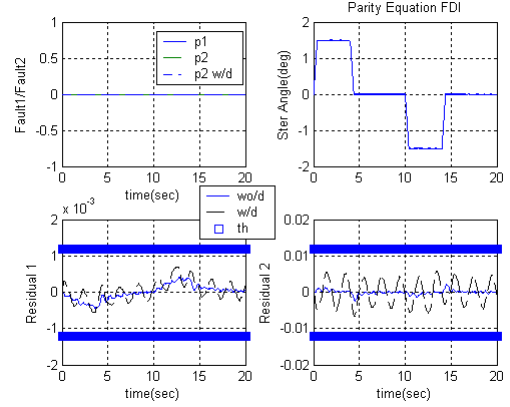 Parity Equation FDI
1
0.5
0
-0.5
-1
Fault1/Fault2
p1
p2
p2 w/d
0
5
10
15
20
time(sec)
2
1
0
-1
-2
Ster Angle(deg)
0
5
10
15
20
time(sec)
x 10^-3
2
1
0
-1
-2
Residual 1
wo/d
w/d
th
0
5
10
15
20
time(sec)
0.02
0.01
0
-0.01
-0.02
Residual 2
0
5
10
15
20
time(sec)